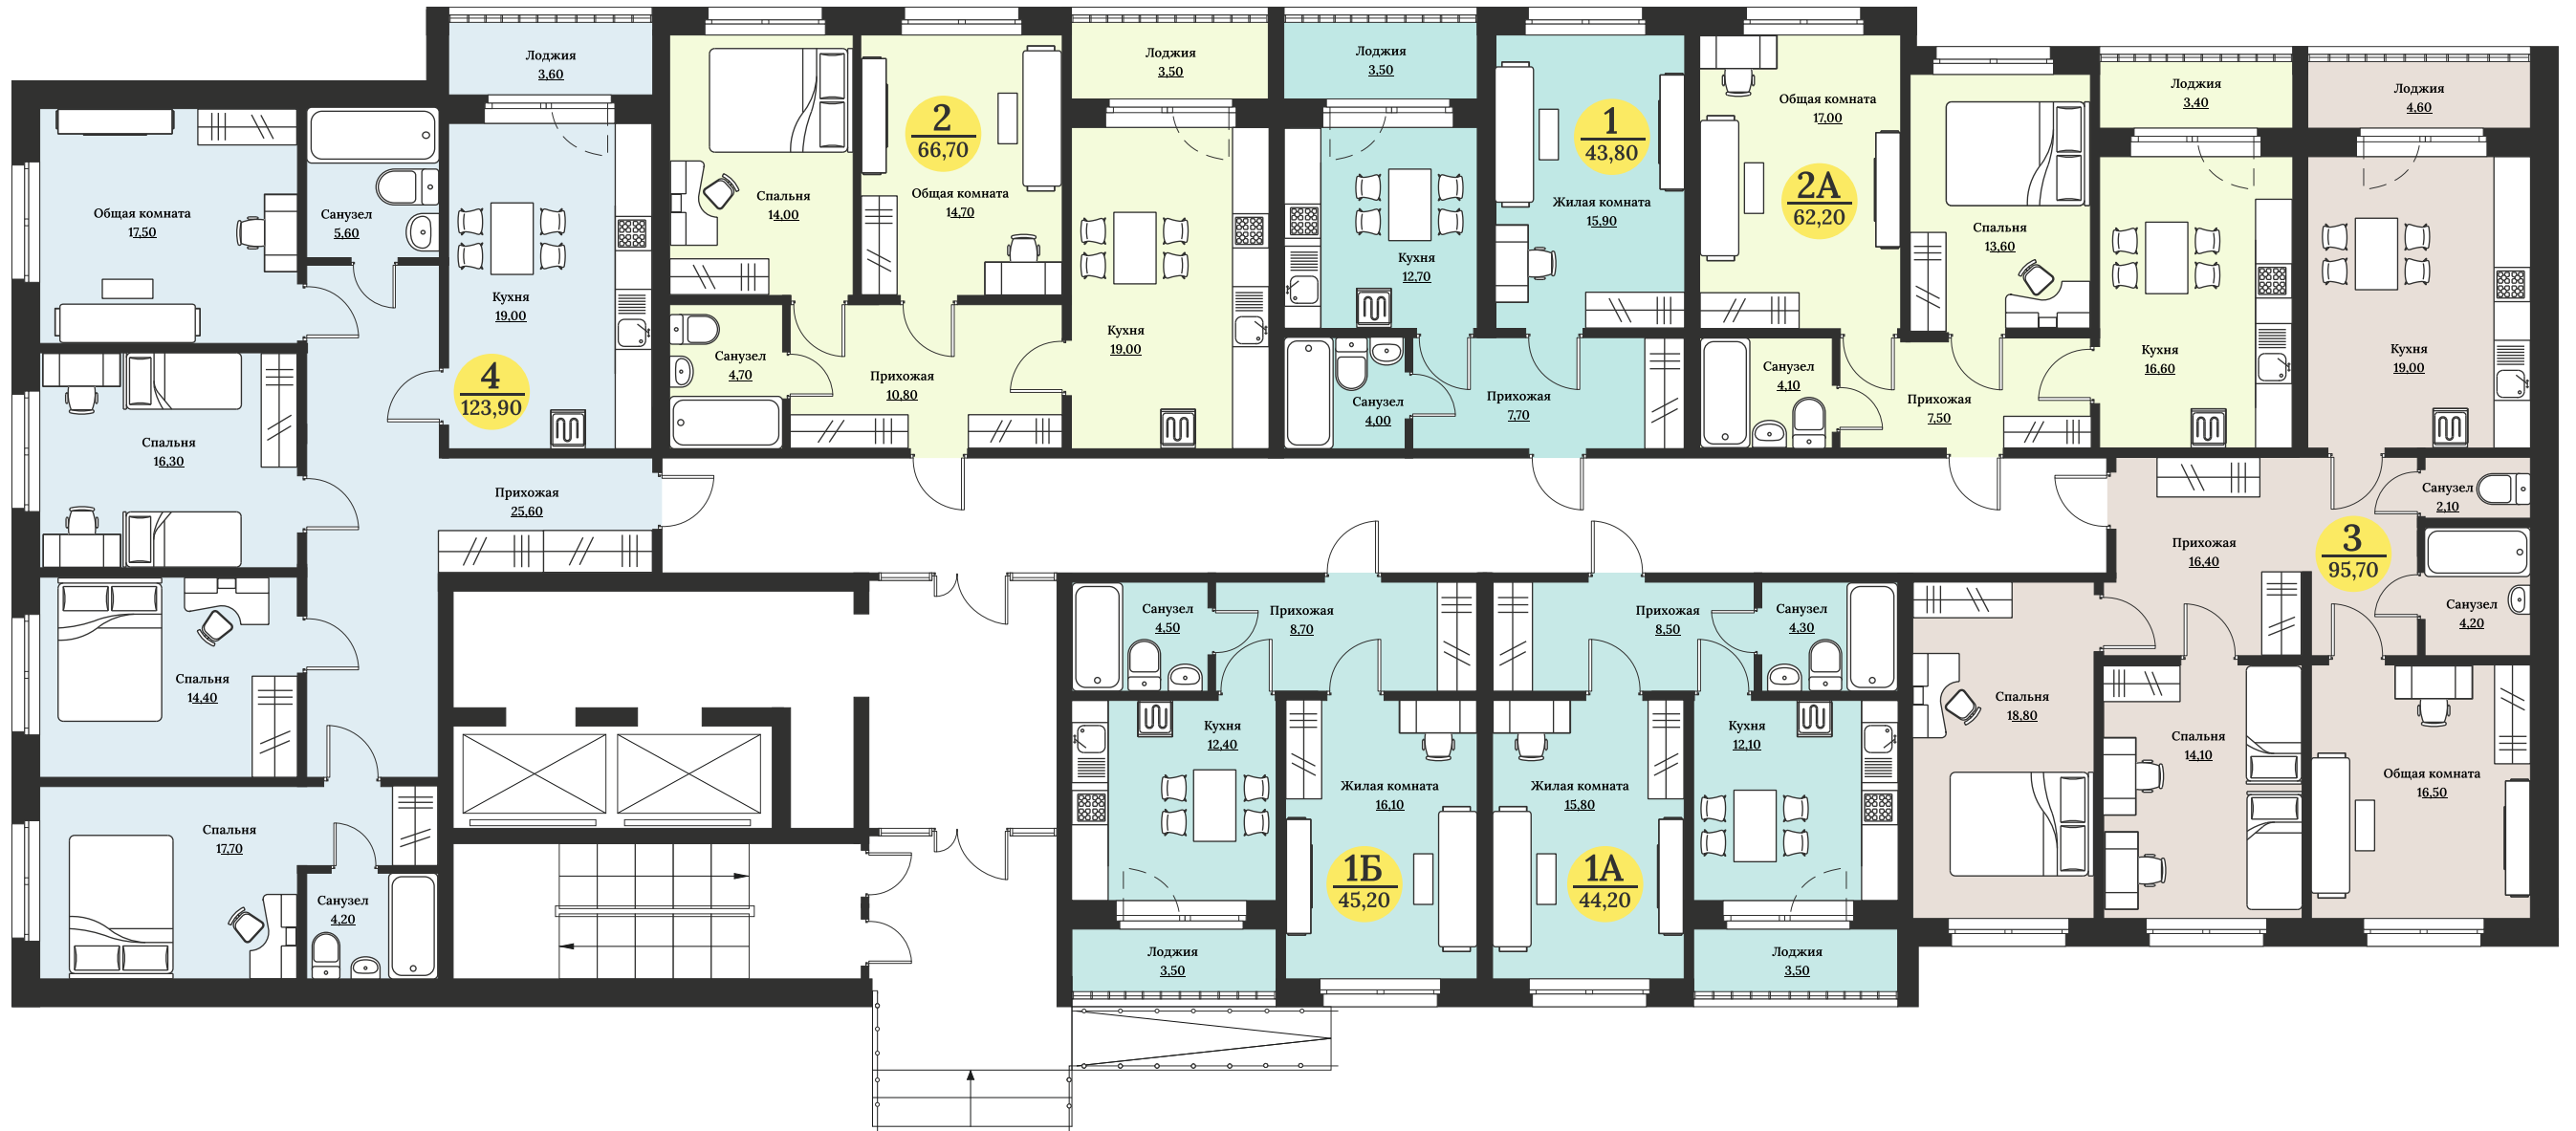 Лоджия
3,60
Общая комната
17,50
Санузел
5,60
Кухня
19,00
4
123,90
Спальня
16,30
Прихожая
25,60
Спальня
14,40
Спальня
17,70
Санузел
4,20
Спальня
14,00
2
66,70
Общая комната
14,70
Лоджия
3,50
Санузел
4,70
Прихожая
10,80
Кухня
19,00
Лоджия
3,50
Кухня
12,70
1
43,80
Жилая комната
15,90
Санузел
4,00
Прихожая
7,70
Общая комната
17,00
2А
62,20
Спальня
13,60
Лоджия
3,40
Кухня
16,60
Санузел
4,10
Прихожая
7,50
Лоджия
4,60
Кухня
19,00
Санузел
2,10
Прихожая
16,40
3
95,70
Санузел
4,20
Спальня
18,80
Спальня
14,10
Общая комната
16,50
Санузел
4,50
Прихожая
8,70
Кухня
12,40
Жилая комната
16,10
1Б
45,20
Лоджия
3,50
Прихожая
8,50
Санузел
4,30
Кухня
12,10
Жилая комната
15,80
1А
44,20
Лоджия
3,50